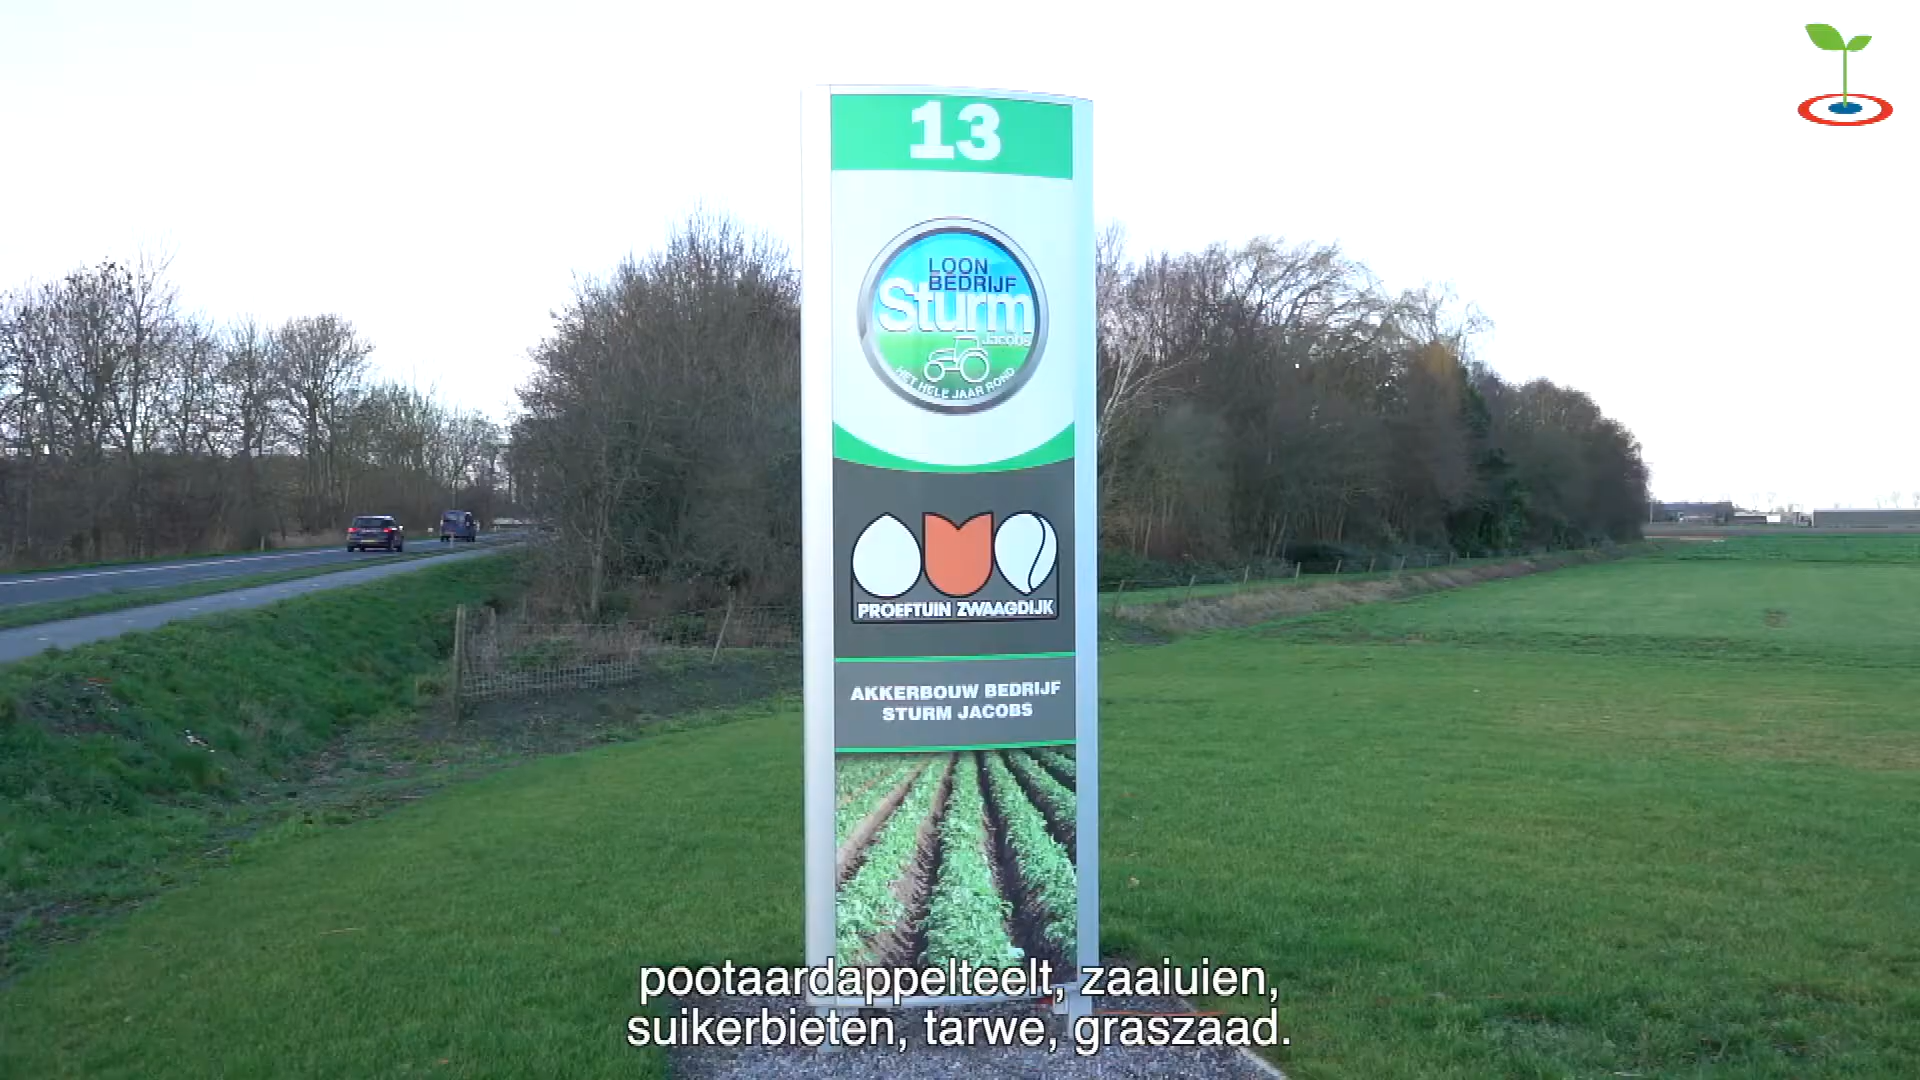 13
LOON
BEDRIJF
Sturm
Jacobs
HET HELE JAAR ROND
PROEFTUIN ZWAAGDIJK
AKKERBOUW BEDRIJF
STURM JACOBS
pootaardappelteelt, zaaiuien,
suikerbieten, tarwe, graszaad.